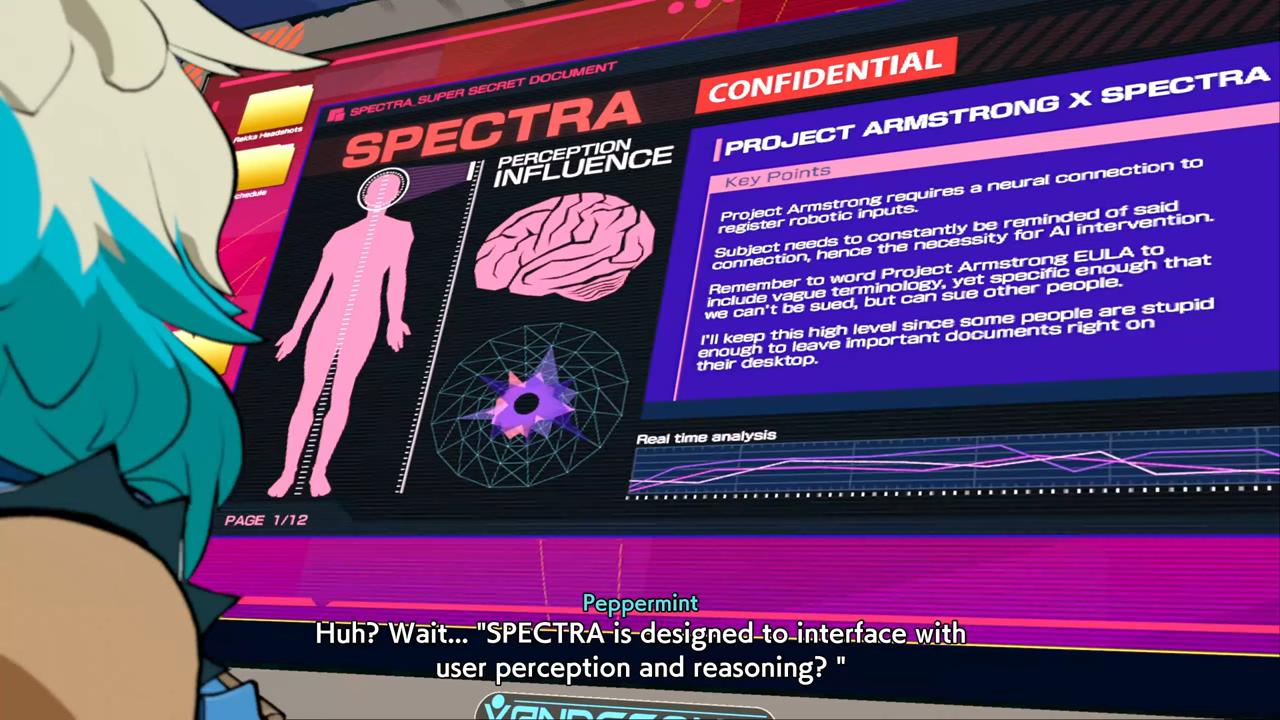 SPECTRA_SUPER SECRET DOCUMENT
CONFIDENTIAL
Rekka Headshots
SPECTRA
PERCEPTION
INFLUENCE
PROJECT ARMSTRONG X SPECTRA
Key Points
Project Armstrong requires a neural connection to
register robotic inputs.
Subject needs to constantly be reminded of said
connection, hence the necessity for AI intervention.
Remember to word Project Armstrong EULA to
include vague terminology, yet specific enough that
we can't be sued, but can sue other people.
I'll keep this high level since some people are stupid
enough to leave important documents right on
their desktop.
Real time analysis
PAGE 1/12
Peppermint
Huh? Wait... "SPECTRA is designed to interface with
user perception and reasoning? "